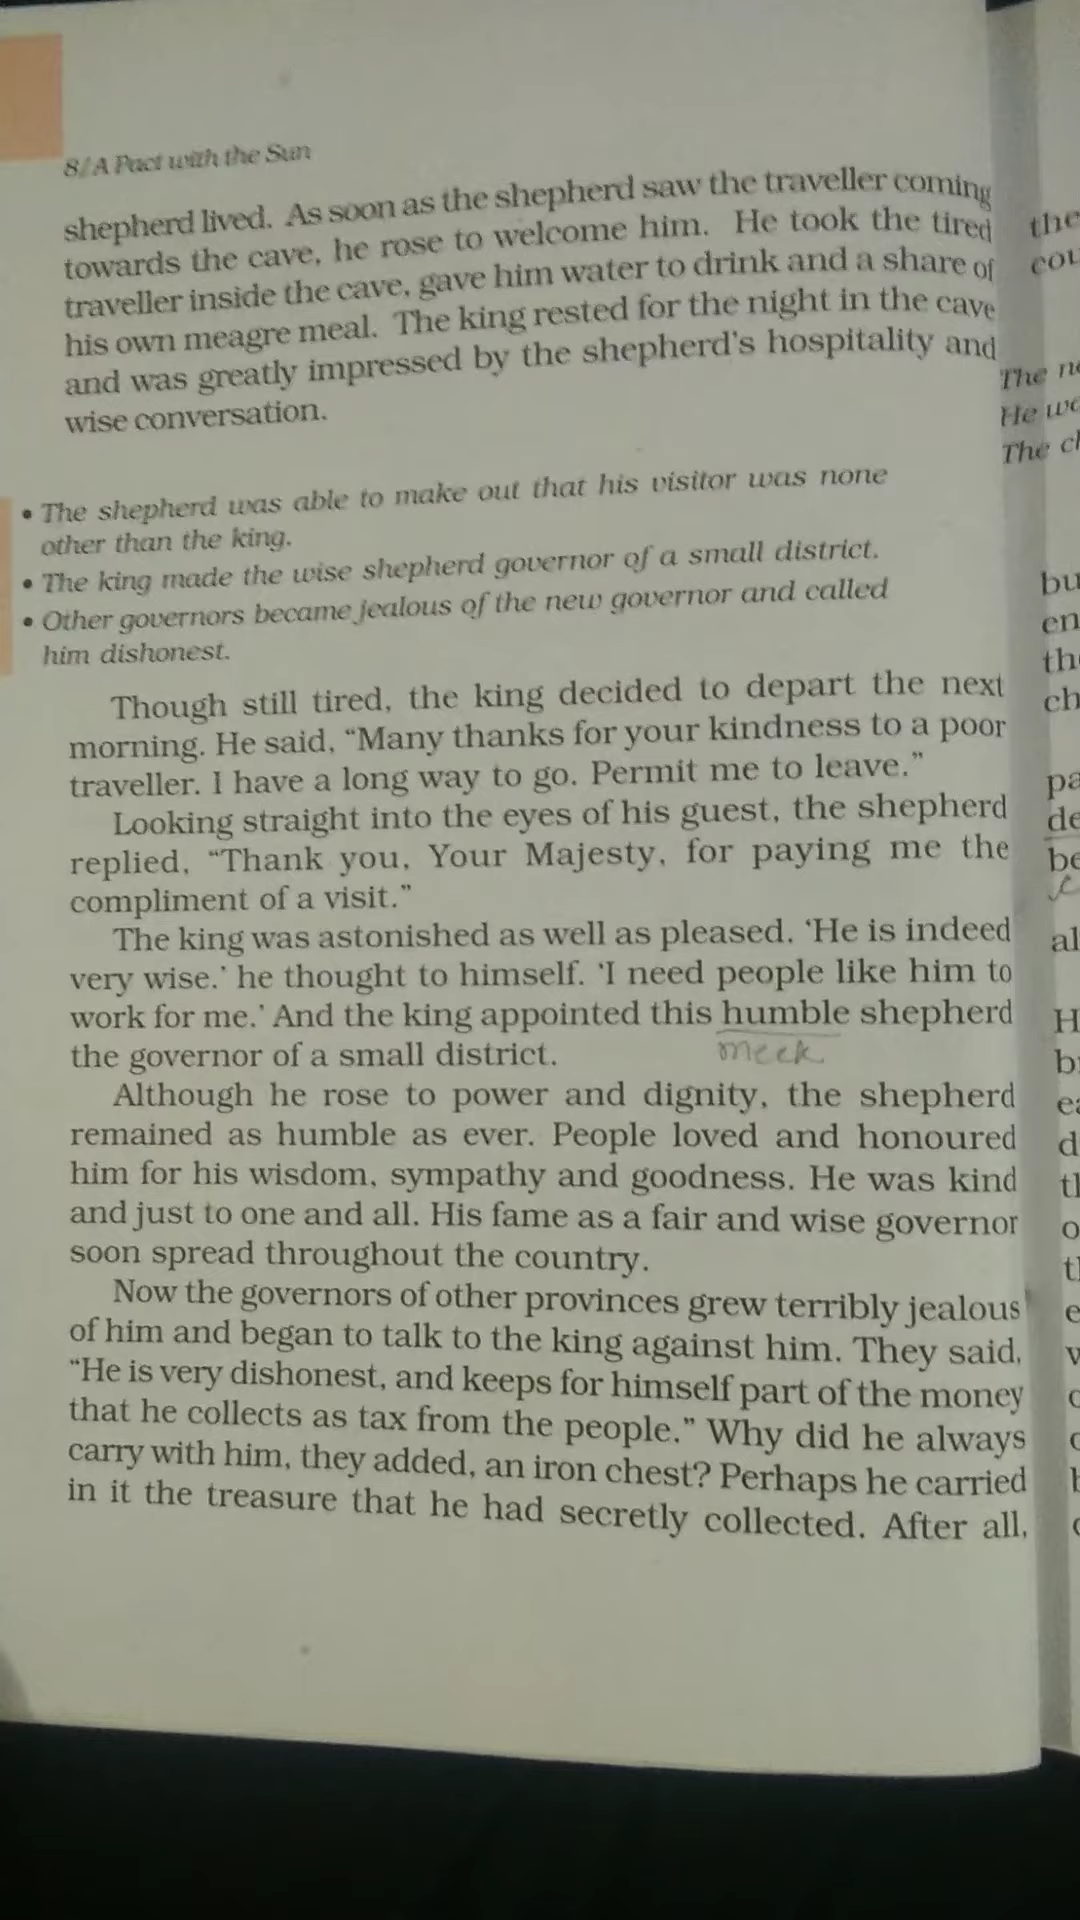 8/A Pact with the Sun
shepherd lived. As soon as the shepherd saw the traveller coming
towards the cave, he rose to welcome him. He took the tired
traveller inside the cave, gave him water to drink and a share of
his own meagre meal. The king rested for the night in the cave
and was greatly impressed by the shepherd's hospitality and
wise conversation.
• The shepherd was able to make out that his visitor was none
other than the king.
• The king made the wise shepherd governor of a small district.
• Other governors became jealous of the new governor and called
him dishonest.
Though still tired, the king decided to depart the next
morning. He said, “Many thanks for your kindness to a poor
traveller. I have a long way to go. Permit me to leave.”
Looking straight into the eyes of his guest, the shepherd
replied, “Thank you, Your Majesty, for paying me the
compliment of a visit.”
The king was astonished as well as pleased. ‘He is indeed
very wise.’ he thought to himself. ‘I need people like him to
work for me.’ And the king appointed this humble shepherd
the governor of a small district.
meek
Although he rose to power and dignity, the shepherd
remained as humble as ever. People loved and honoured
him for his wisdom, sympathy and goodness. He was kind
and just to one and all. His fame as a fair and wise governor
soon spread throughout the country.
Now the governors of other provinces grew terribly jealous
of him and began to talk to the king against him. They said,
“He is very dishonest, and keeps for himself part of the money
that he collects as tax from the people.” Why did he always
carry with him, they added, an iron chest? Perhaps he carried
in it the treasure that he had secretly collected. After all,
the
The
He
The